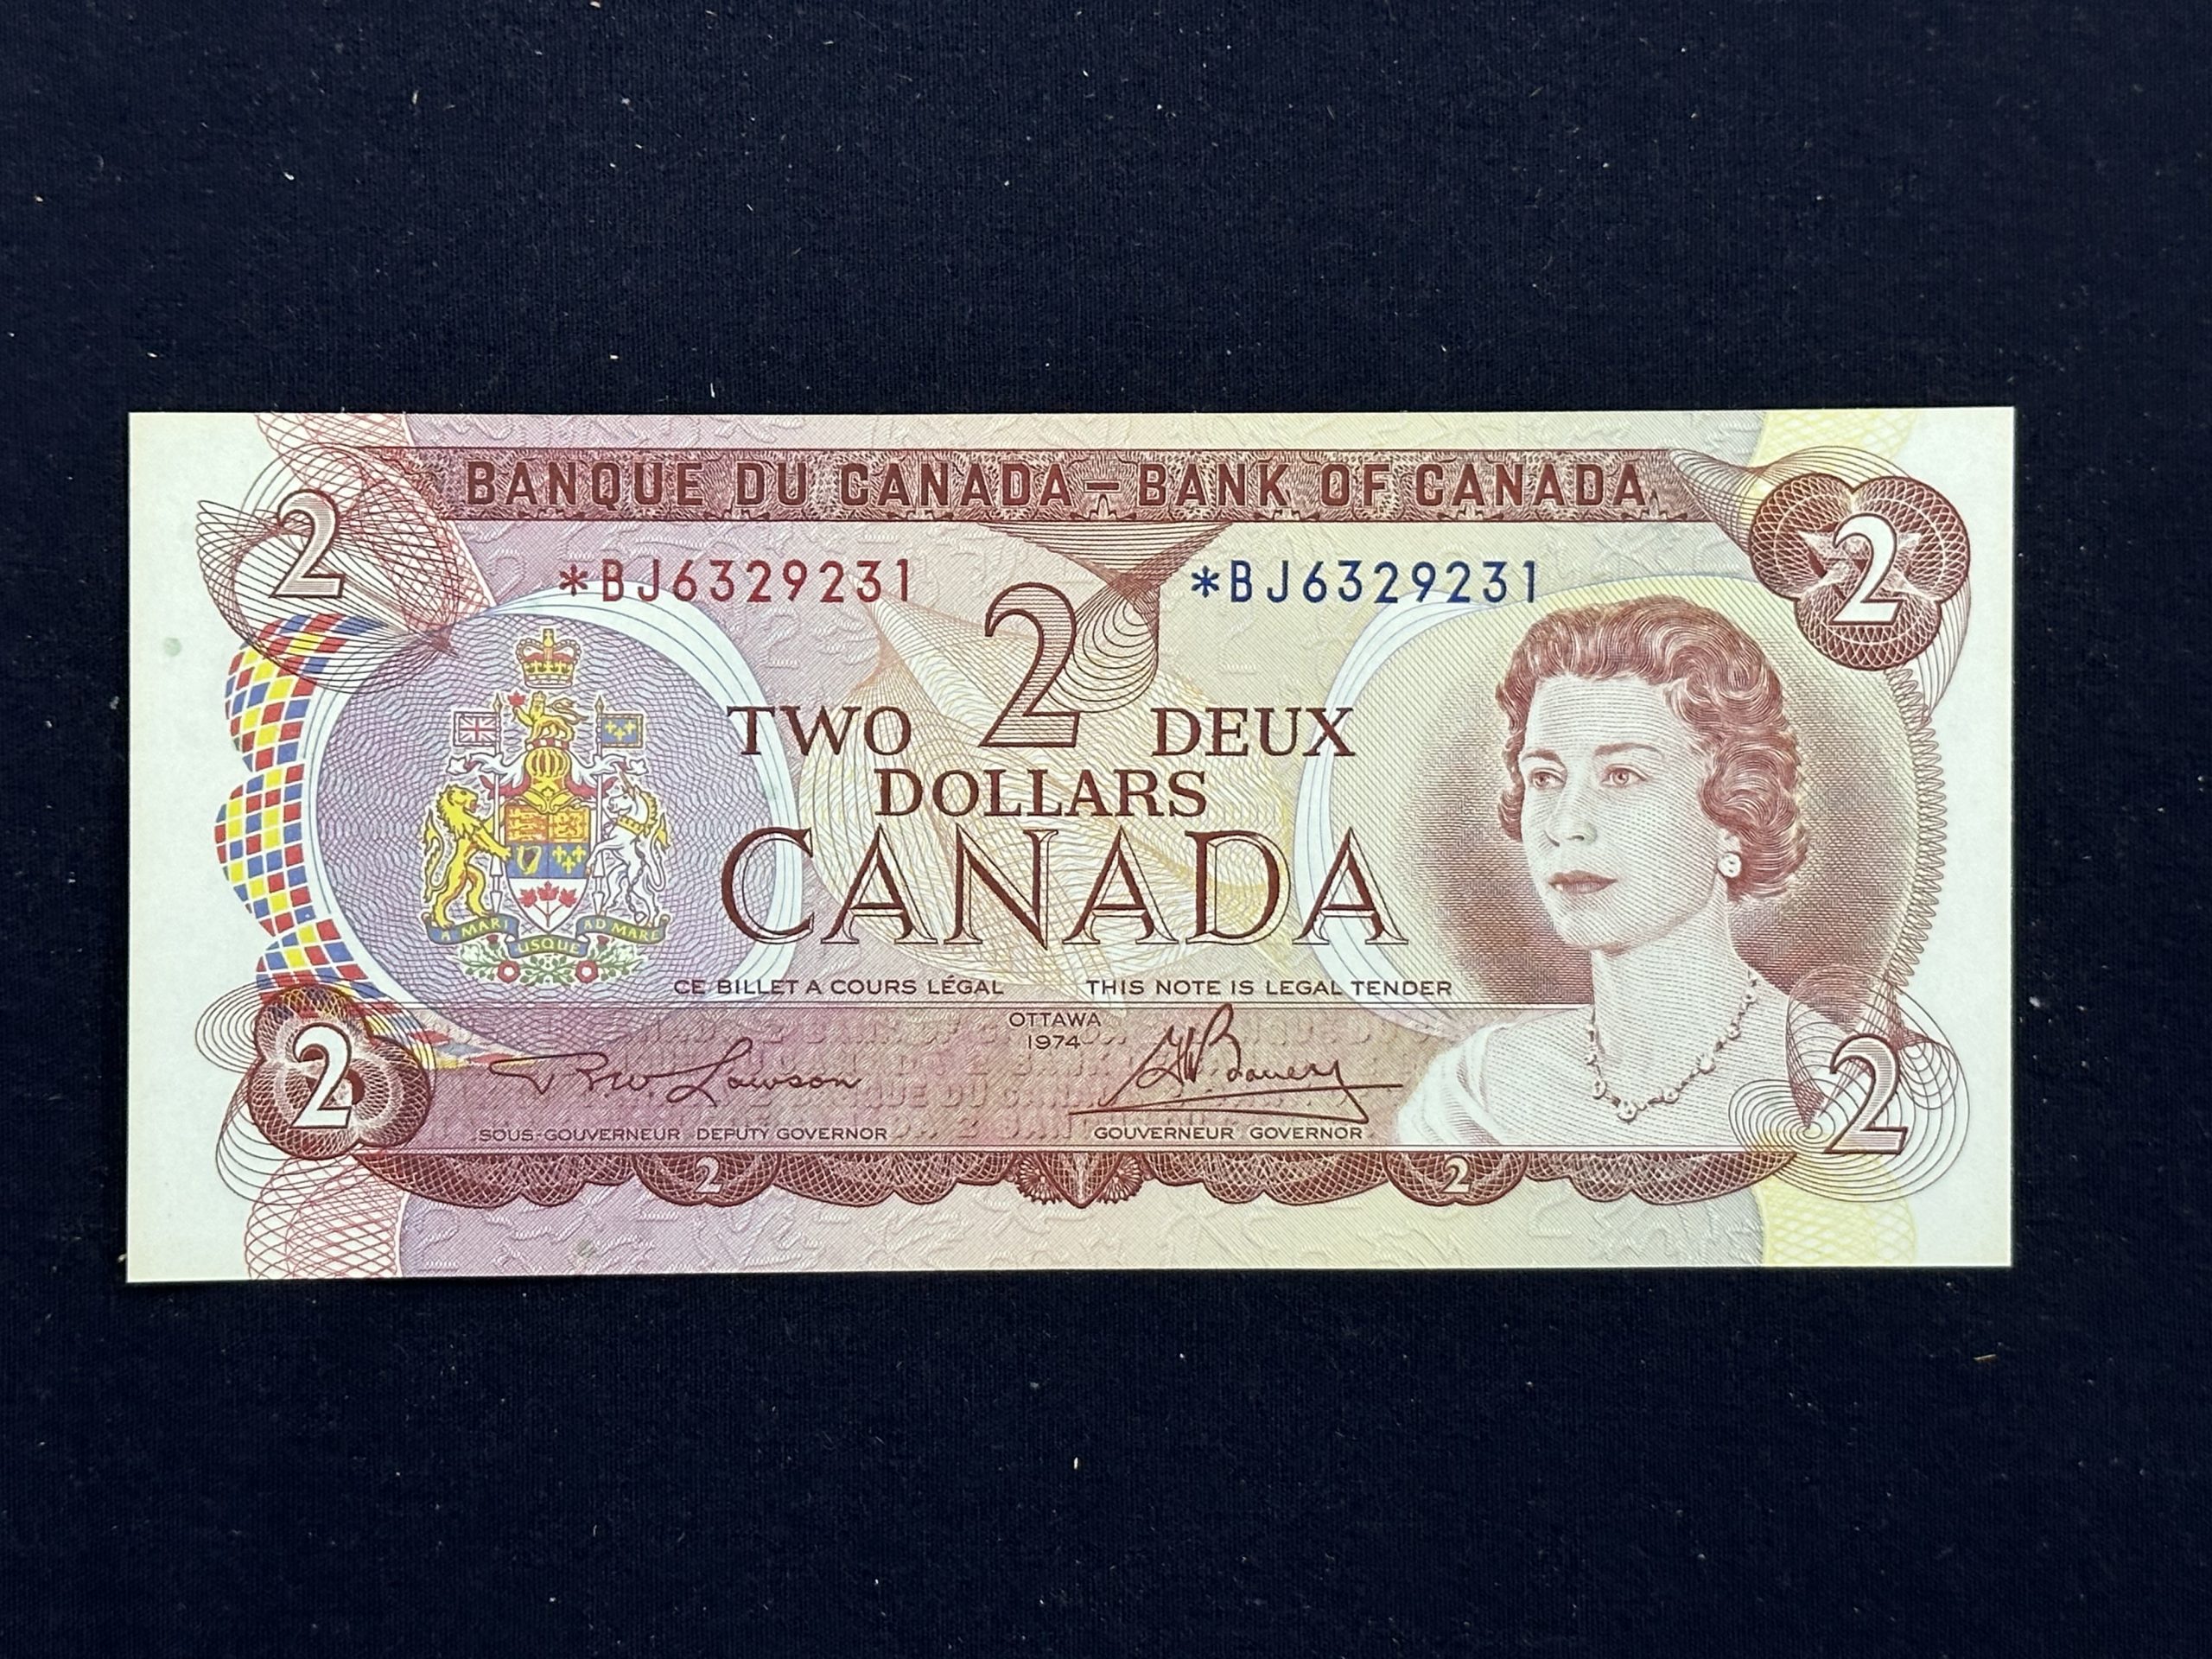 BANQUE DU CANADA — BANK OF CANADA
2 2
*BJ6329231 *BJ6329231
2
TWO DEUX
DOLLARS
CANADA
A MARI USQUE AD MARE
CE BILLET A COURS LÉGAL THIS NOTE IS LEGAL TENDER
OTTAWA
1974
2 2
R W Lawson G K Bouey
SOUS-GOUVERNEUR DEPUTY GOVERNOR GOUVERNEUR GOVERNOR
2 2